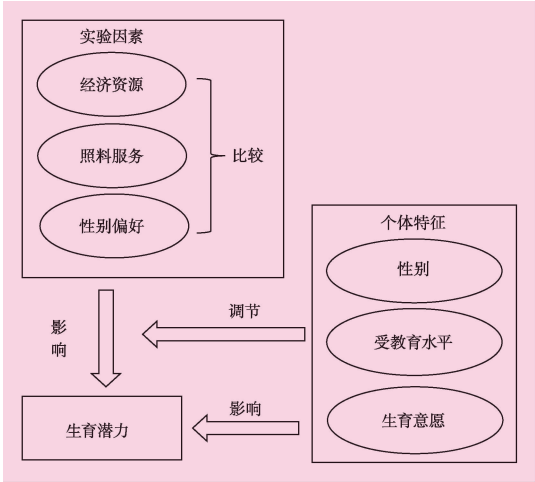 实验因素
经济资源
照料服务
性别偏好
比较
个体特征
性别
受教育水平
生育意愿
调节
影
响
影响
生育潜力